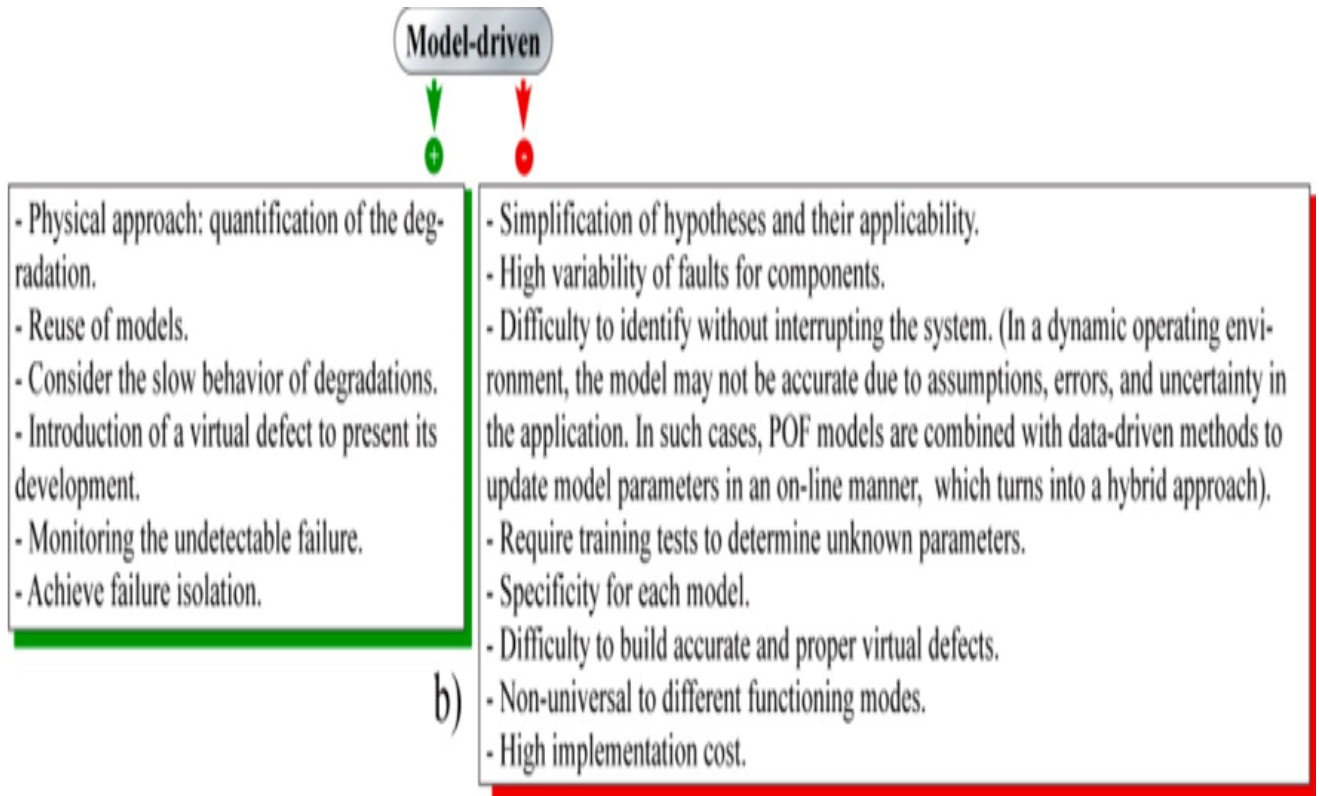 Model-driven
+
-
- Physical approach: quantification of the deg-
radation.
- Reuse of models.
- Consider the slow behavior of degradations.
- Introduction of a virtual defect to present its
development.
- Monitoring the undetectable failure.
- Achieve failure isolation.
- Simplification of hypotheses and their applicability.
- High variability of faults for components.
- Difficulty to identify without interrupting the system. (In a dynamic operating envi-
ronment, the model may not be accurate due to assumptions, errors, and uncertainty in
the application. In such cases, POF models are combined with data-driven methods to
update model parameters in an on-line manner, which turns into a hybrid approach).
- Require training tests to determine unknown parameters.
- Specificity for each model.
- Difficulty to build accurate and proper virtual defects.
- Non-universal to different functioning modes.
- High implementation cost.
b)